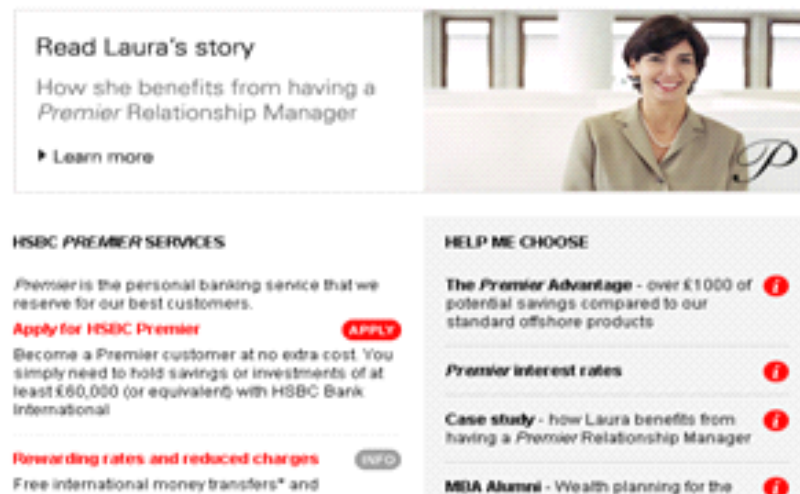 Read Laura's story
How she benefits from having a
Premier Relationship Manager
Learn more
P
HSBC PREMIER SERVICES
Premier is the personal banking service that we
reserve for our best customers.
Apply for HSBC Premier
APPLY
Become a Premier customer at no extra cost. You
simply need to hold savings or investments of at
least £60,000 (or equivalent) with HSBC Bank
International
Rewarding rates and reduced charges
INFO
Free international money transfers* and
HELP ME CHOOSE
The Premier Advantage - over £1000 of
potential savings compared to our
standard offshore products
i
Premier interest rates
i
Case study - how Laura benefits from
having a Premier Relationship Manager
i
MBA Alumni - Wealth planning for the
i